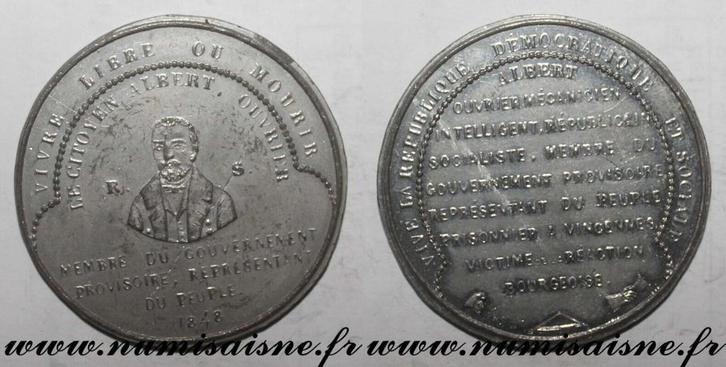 VIVRE LIBRE OU MOURIR
LE CITOYEN ALBERT, OUVRIER
R. S.
MEMBRE DU GOUVERNEMENT
PROVISOIRE, REPRÉSENTANT
DU PEUPLE.
1848
VIVE LA RÉPUBLIQUE DÉMOCRATIQUE ET SOCIALE
ALBERT
OUVRIER MÉCANICIEN
INTELLIGENT, RÉPUBLICAIN
SOCIALISTE, MEMBRE DU
GOUVERNEMENT PROVISOIRE
REPRÉSENTANT DU PEUPLE
PRISONNIER A VINCENNES
VICTIME RÉACTION
BOURGEOISE.
www.numisaisne.fr www.numisaisne.fr